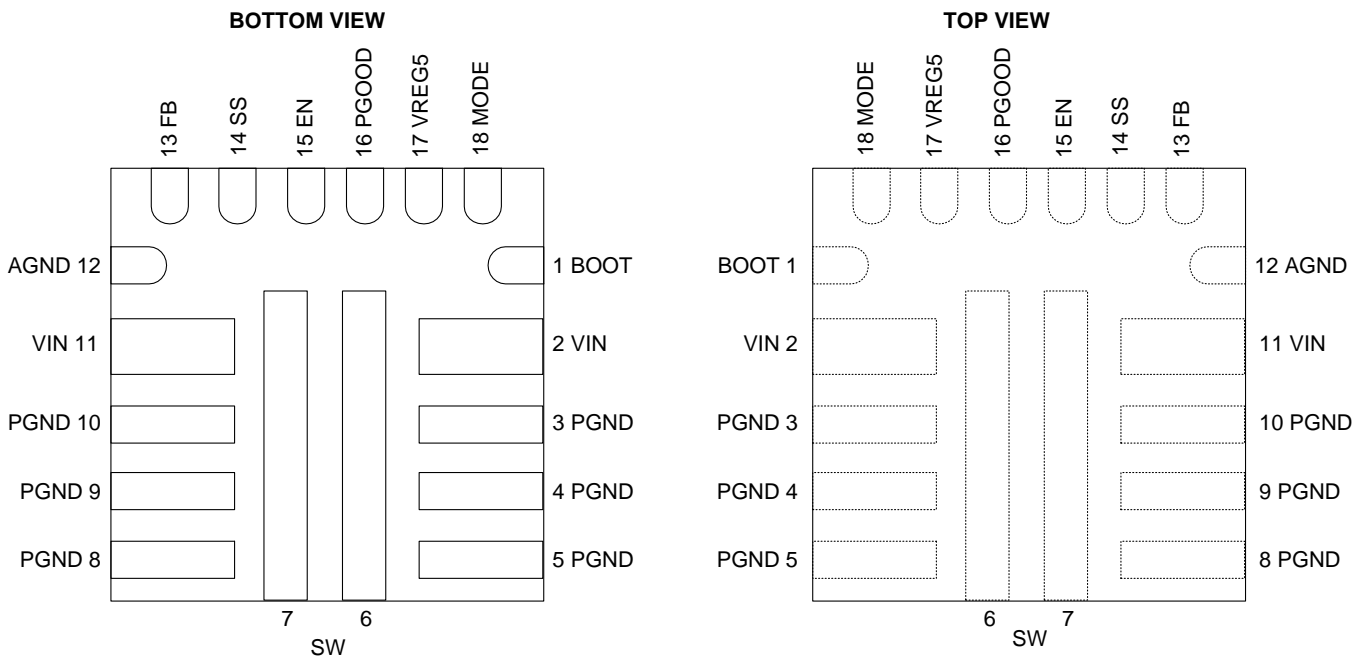 BOTTOM VIEW
13 FB
14 SS
15 EN
16 PGOOD
17 VREG5
18 MODE
AGND 12
1 BOOT
VIN 11
2 VIN
PGND 10
3 PGND
PGND 9
4 PGND
PGND 8
5 PGND
7
6
SW
TOP VIEW
18 MODE
17 VREG5
16 PGOOD
15 EN
14 SS
13 FB
BOOT 1
12 AGND
VIN 2
11 VIN
PGND 3
10 PGND
PGND 4
9 PGND
PGND 5
8 PGND
6
7
SW